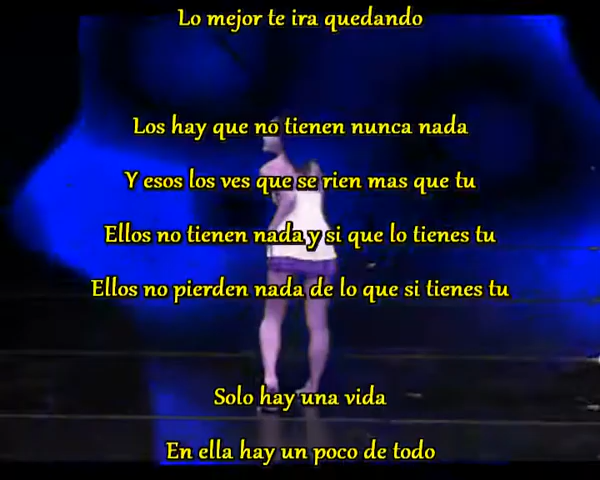 Lo mejor te ira quedando
Los hay que no tienen nunca nada
Y esos los ves que se rien mas que tu
Ellos no tienen nada y si que lo tienes tu
Ellos no pierden nada de lo que si tienes tu
Solo hay una vida
En ella hay un poco de todo